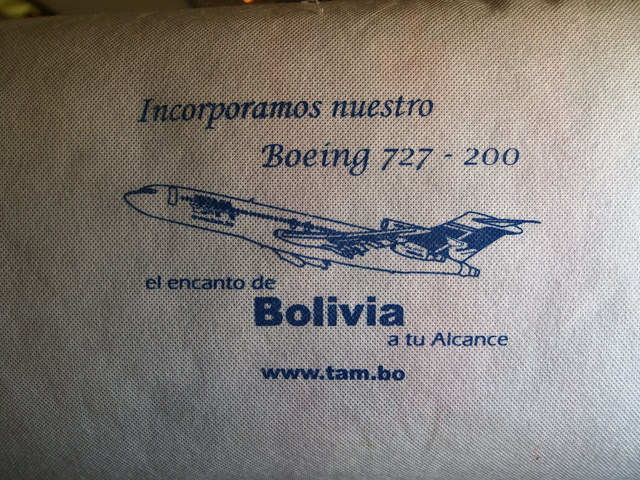 Incorporamos nuestro
Boeing 727 - 200
el encanto de
Bolivia
a tu Alcance
www.tam.bo